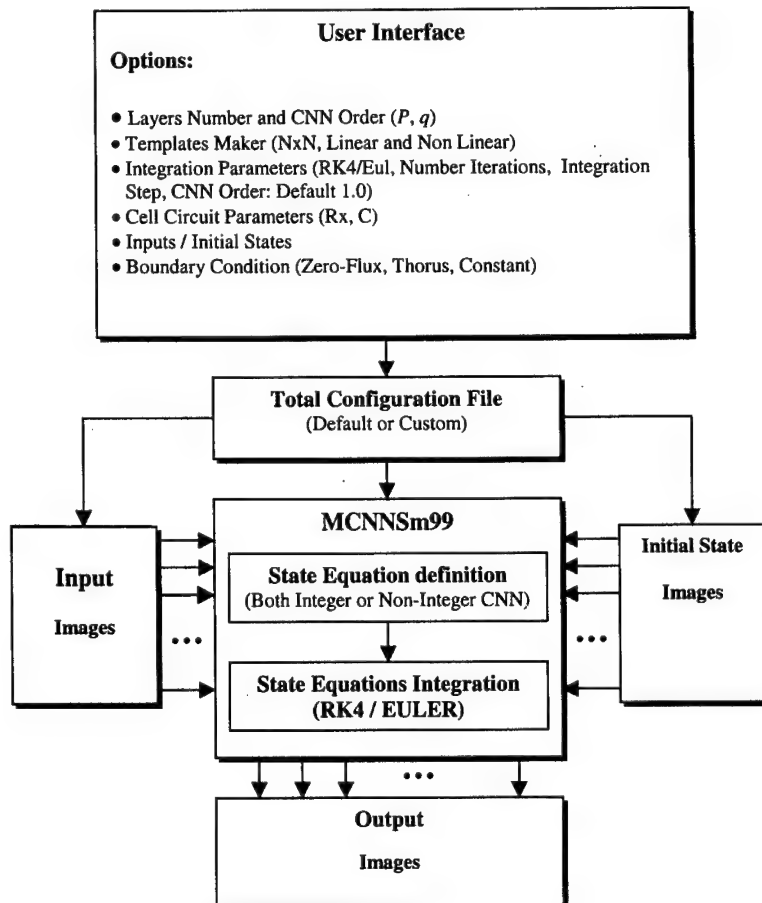 User Interface
Options:
• Layers Number and CNN Order (P, q)
• Templates Maker (NxN, Linear and Non Linear)
• Integration Parameters (RK4/Eul, Number Iterations, Integration
Step, CNN Order: Default 1.0)
• Cell Circuit Parameters (Rx, C)
• Inputs / Initial States
• Boundary Condition (Zero-Flux, Thorus, Constant)
Total Configuration File
(Default or Custom)
MCNNSm99
State Equation definition
(Both Integer or Non-Integer CNN)
State Equations Integration
(RK4 / EULER)
Input
Images
•••
Initial State
Images
•••
•••
Output
Images